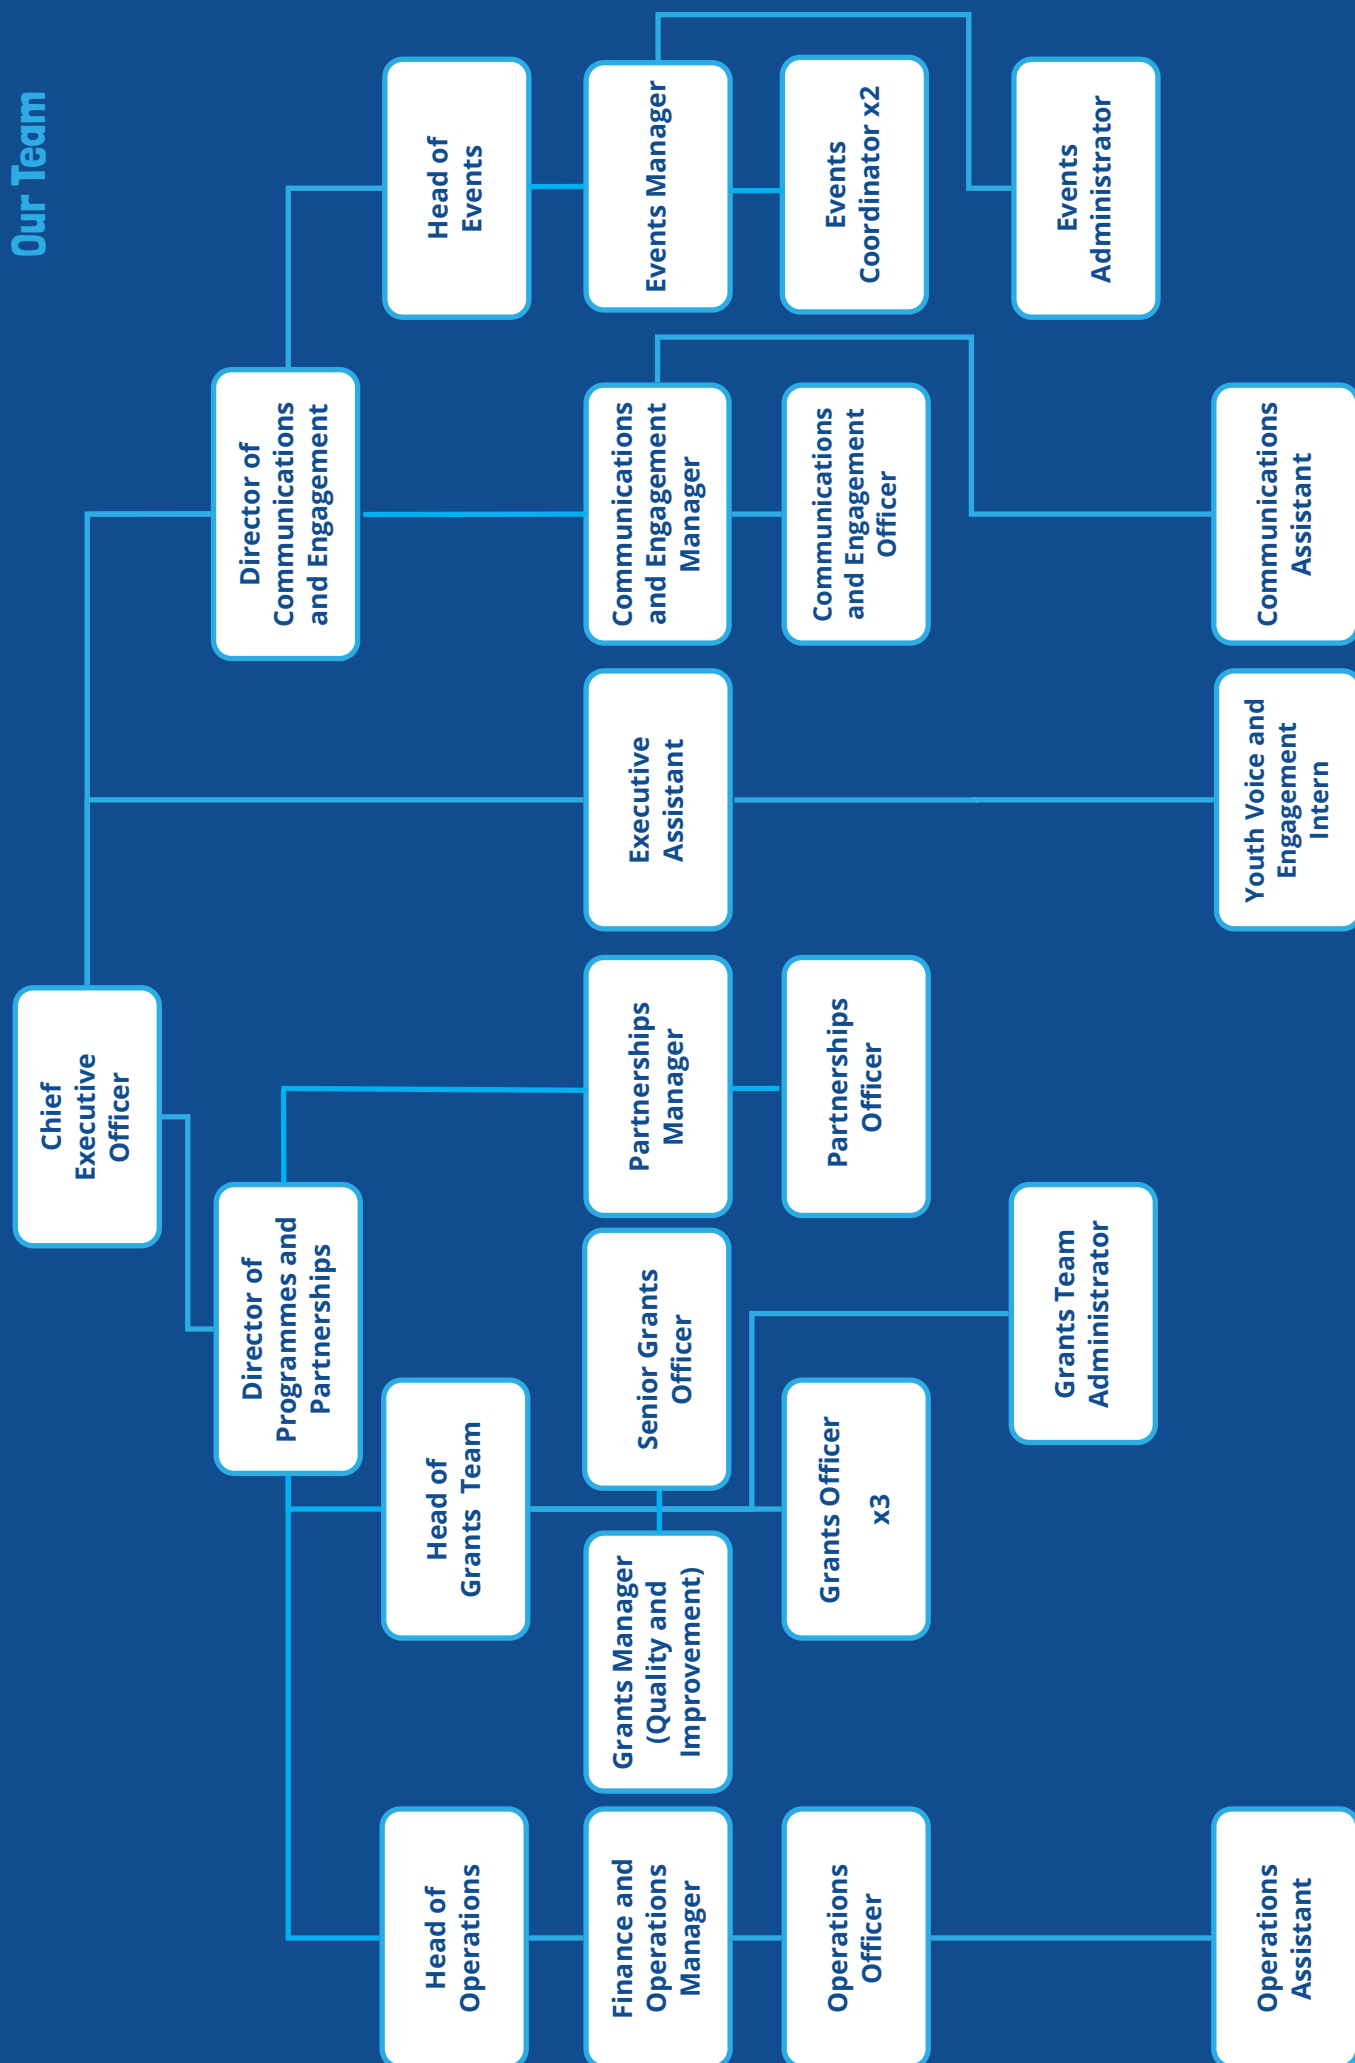 Our Team
Chief
Executive
Officer
Director of
Programmes and
Partnerships
Director of
Communications
and Engagement
Head of
Operations
Head of
Grants Team
Head of
Events
Finance and
Operations
Manager
Grants Manager
(Quality and
Improvement)
Senior Grants
Officer
Partnerships
Manager
Executive
Assistant
Communications
and Engagement
Manager
Events Manager
Operations
Officer
Grants Officer
x3
Partnerships
Officer
Communications
and Engagement
Officer
Events
Coordinator x2
Grants Team
Administrator
Events
Administrator
Operations
Assistant
Youth Voice and
Engagement
Intern
Communications
Assistant